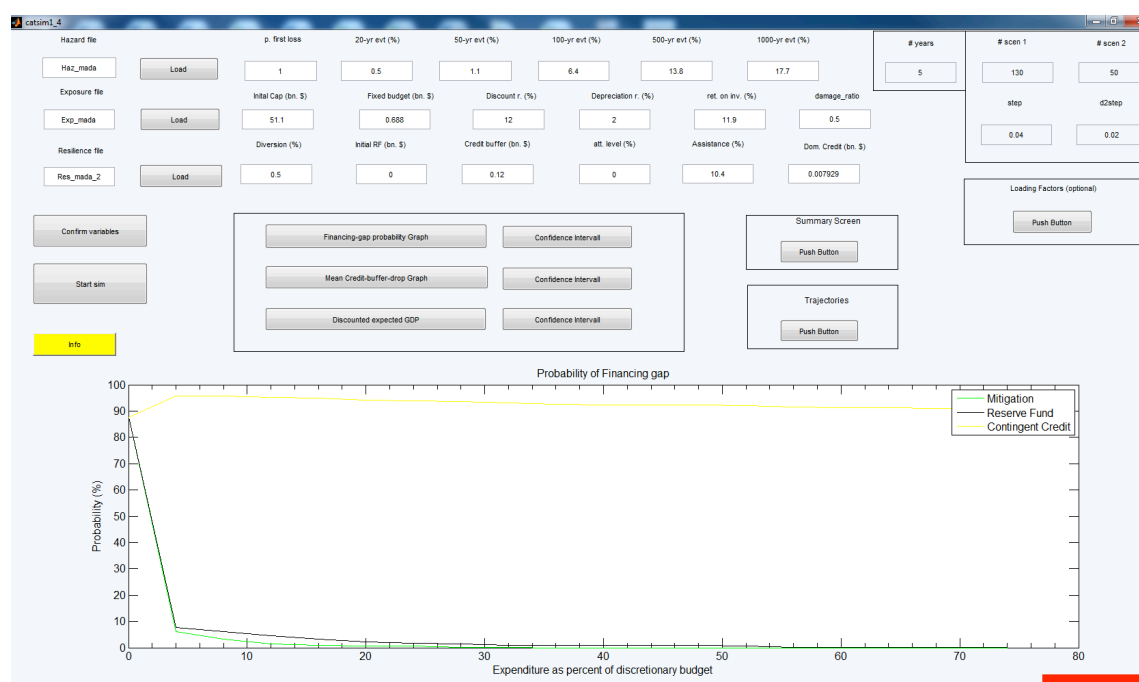 catsim1_4
Hazard file p. first loss 20-yr evt (%) 50-yr evt (%) 100-yr evt (%) 500-yr evt (%) 1000-yr evt (%) # years # scen 1 # scen 2
Haz_mada Load 1 0.5 1.1 6.4 13.8 17.7 5 130 50
Exposure file Inital Cap (bn. $) Fixed budget (bn. $) Discount r. (%) Depreciation r. (%) ret. on inv. (%) damage_ratio step d2step
Exp_mada Load 51.1 0.688 12 2 11.9 0.5 0.04 0.02
Resilience file Diversion (%) Initial RF (bn. $) Credit buffer (bn. $) att. level (%) Assistance (%) Dom. Credit (bn. $)
Res_mada_2 Load 0.5 0 0.12 0 10.4 0.007929
Loading Factors (optional)
Push Button
Confirm variables
Start sim
Info
Financing-gap probability Graph Confidence Intervall
Mean Credit-buffer-drop Graph Confidence Intervall
Discounted expected GDP Confidence Intervall
Summary Screen
Push Button
Trajectories
Push Button
Probability of Financing gap
Mitigation
Reserve Fund
Contingent Credit
Probability (%)
100
90
80
70
60
50
40
30
20
10
0
0 10 20 30 40 50 60 70 80
Expenditure as percent of discretionary budget